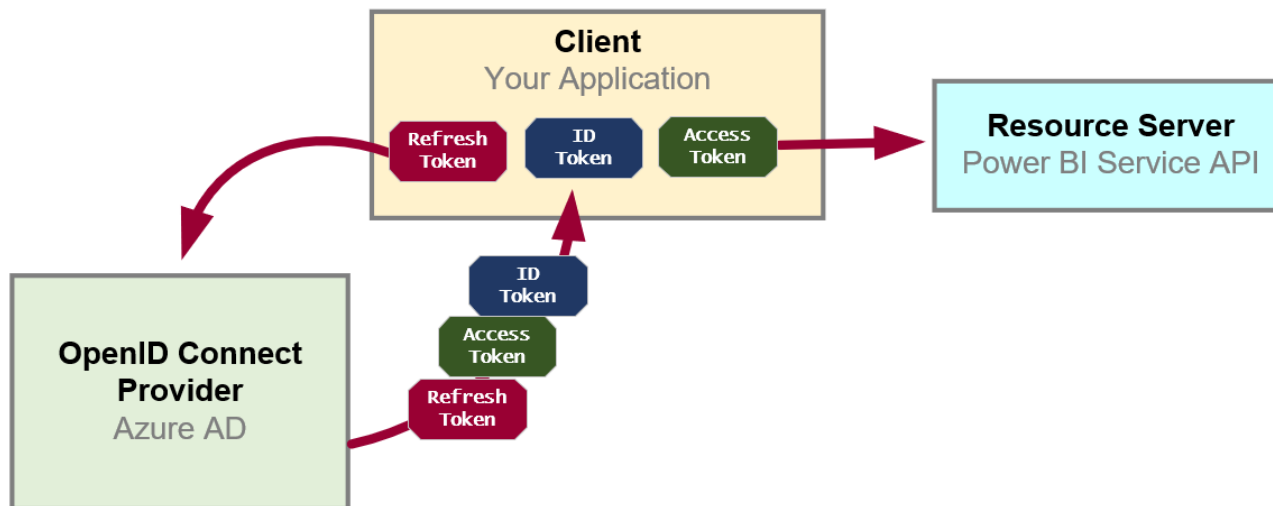 Client
Your Application
Refresh
Token
ID
Token
Access
Token
Resource Server
Power BI Service API
ID
Token
Access
Token
Refresh
Token
OpenID Connect
Provider
Azure AD